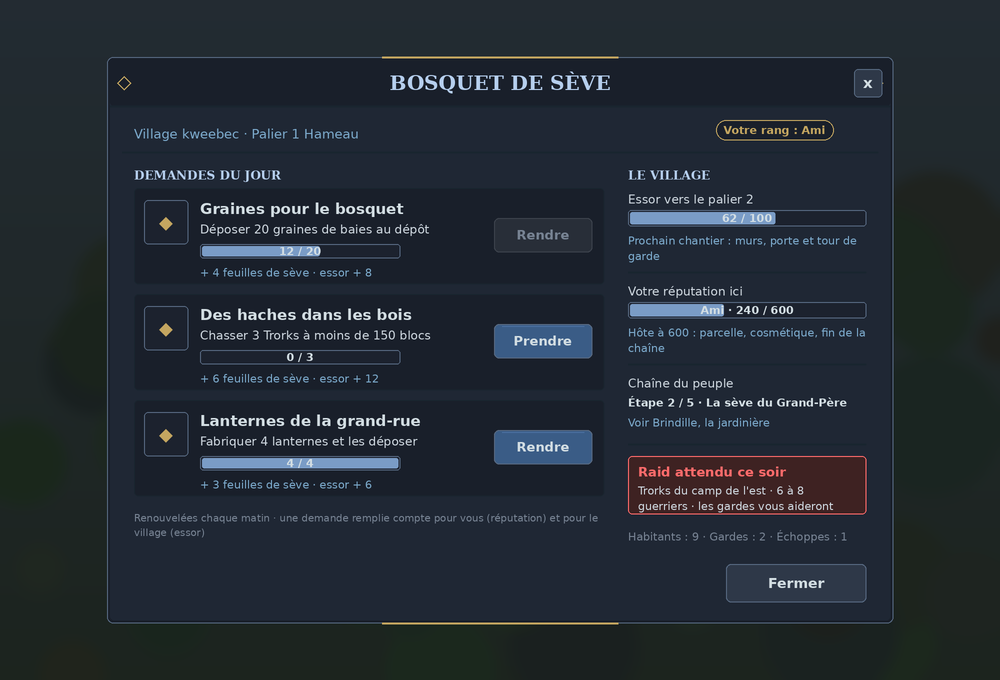 BOSQUET DE SÈVE
x
Village kweebec · Palier 1 Hameau
Votre rang : Ami
DEMANDES DU JOUR
Graines pour le bosquet
Déposer 20 graines de baies au dépôt
12 / 20
+ 4 feuilles de sève · essor + 8
Rendre
Des haches dans les bois
Chasser 3 Trorks à moins de 150 blocs
0 / 3
+ 6 feuilles de sève · essor + 12
Prendre
Lanternes de la grand-rue
Fabriquer 4 lanternes et les déposer
4 / 4
+ 3 feuilles de sève · essor + 6
Rendre
Renouvelées chaque matin · une demande remplie compte pour vous (réputation) et pour le
village (essor)
LE VILLAGE
Essor vers le palier 2
62 / 100
Prochain chantier : murs, porte et tour de
garde
Votre réputation ici
Ami · 240 / 600
Hôte à 600 : parcelle, cosmétique, fin de la
chaîne
Chaîne du peuple
Étape 2 / 5 · La sève du Grand-Père
Voir Brindille, la jardinière
Raid attendu ce soir
Trorks du camp de l'est · 6 à 8
guerriers · les gardes vous aideront
Habitants : 9 · Gardes : 2 · Échoppes : 1
Fermer